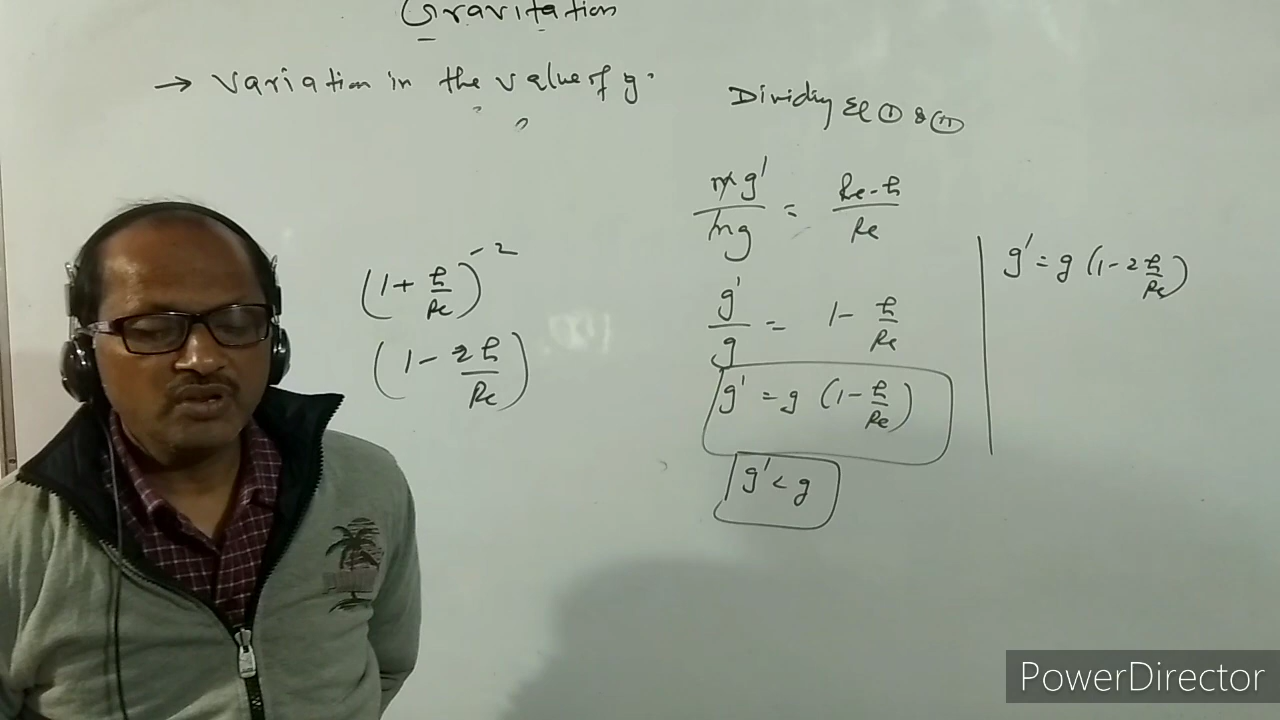 Gravitation
→ Variation in the value of g.
(1 + h/Re)^-2
(1 - 2h/Re)
Dividing Eq ① & ②
mg'/mg = Re-h/Re
g'/g = 1 - h/Re
g' = g (1 - h/Re)
g' < g
g' = g (1 - 2h/Re)
PowerDirector